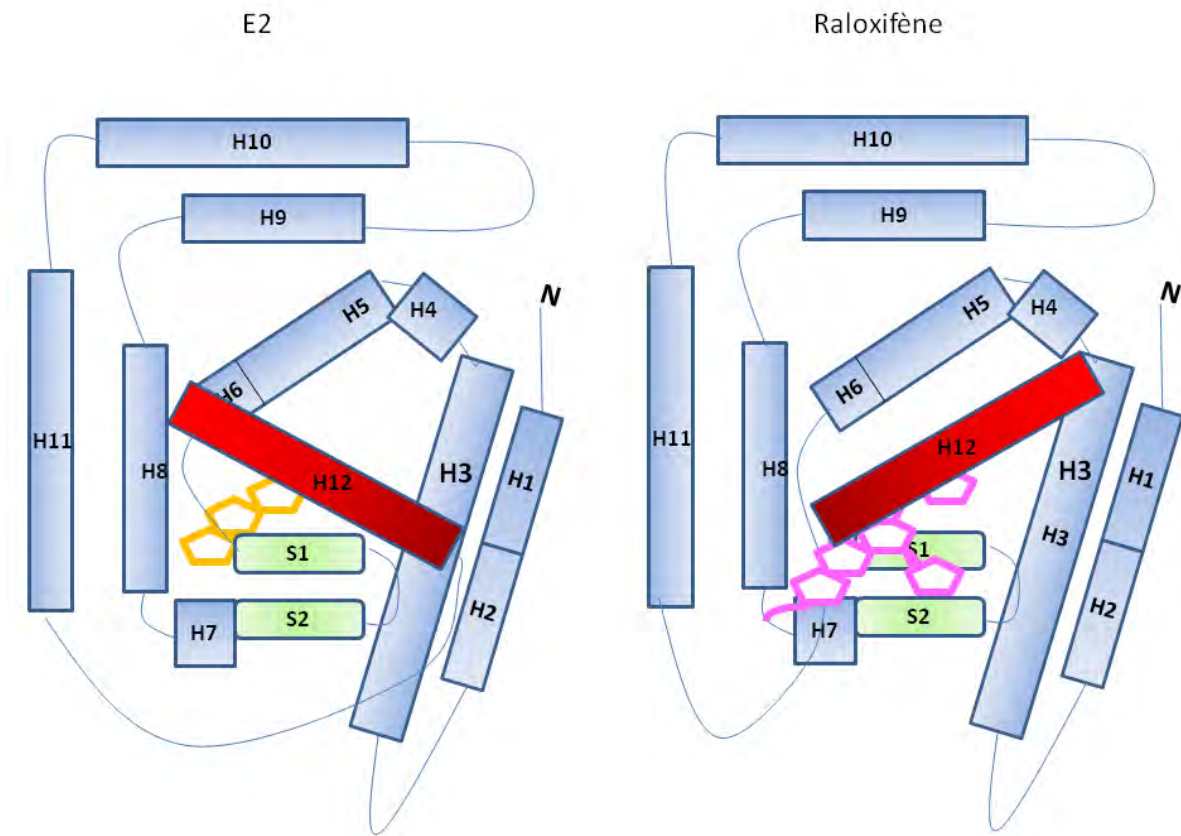 E2
H10
H9
N
H5
H4
H6
H11
H8
H12
H3
H1
S1
S2
H7
H2
Raloxifène
H10
H9
N
H5
H4
H6
H11
H8
H12
H3
H1
H3
S1
S2
H7
H2